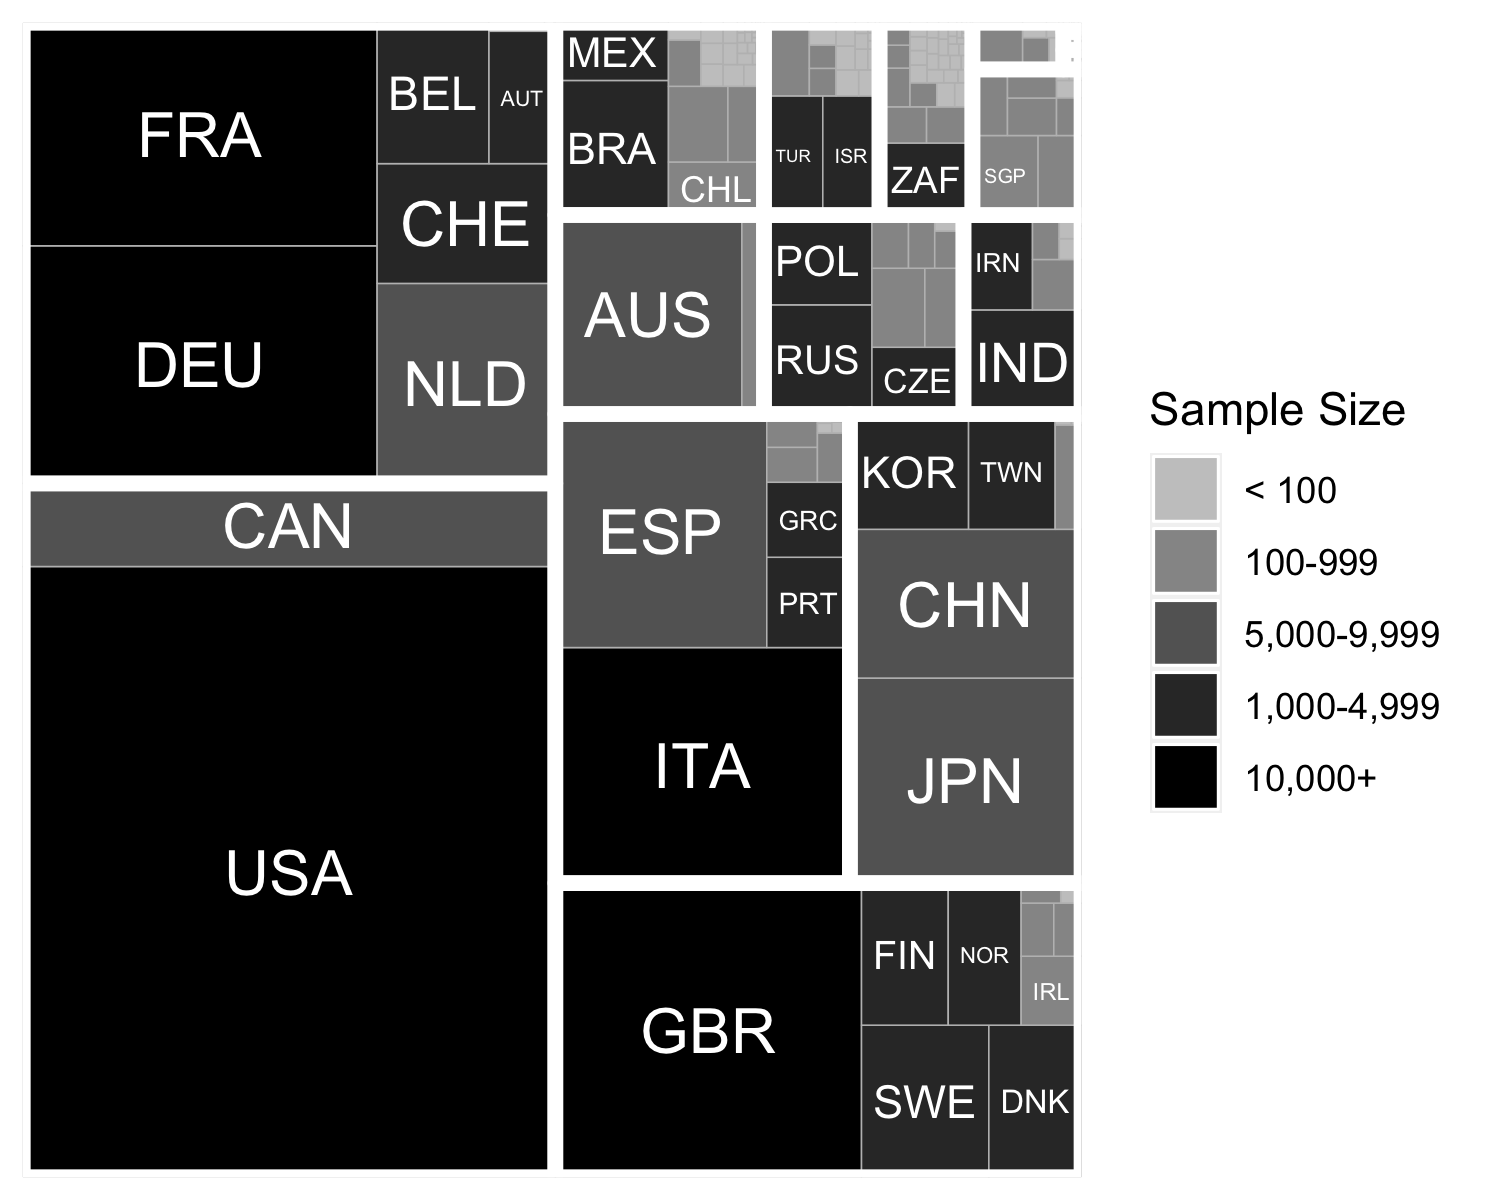 FRA
BEL
AUT
CHE
DEU
NLD
CAN
USA
MEX
BRA
CHL
TUR
ISR
ZAF
SGP
AUS
POL
RUS
CZE
IRN
IND
ESP
GRC
PRT
ITA
KOR
TWN
CHN
JPN
GBR
FIN
NOR
IRL
SWE
DNK
Sample Size
< 100
100-999
5,000-9,999
1,000-4,999
10,000+